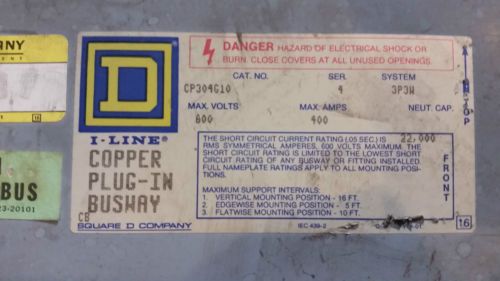 ANY
BUS
23-20101
D
I-LINE®
COPPER
PLUG-IN
BUSWAY
CB
SQUARE D COMPANY
DANGER HAZARD OF ELECTRICAL SHOCK OR
BURN. CLOSE COVERS AT ALL UNUSED OPENINGS.
CAT. NO. SER. SYSTEM
CP304G10 4 3P3W
MAX. VOLTS MAX. AMPS NEUT. CAP.
600 400
THE SHORT CIRCUIT CURRENT RATING (.05 SEC.) IS 22,000
RMS SYMMETRICAL AMPERES, 600 VOLTS MAXIMUM. THE
SHORT CIRCUIT RATING IS LIMITED TO THE LOWEST SHORT
CIRCUIT RATING OF ANY BUSWAY OR FITTING INSTALLED.
FULL NAMEPLATE RATINGS APPLY TO ALL MOUNTING POSI-
TIONS.
MAXIMUM SUPPORT INTERVALS:
1. VERTICAL MOUNTING POSITION - 16 FT.
2. EDGEWISE MOUNTING POSITION - 5 FT.
3. FLATWISE MOUNTING POSITION - 10 FT.
IEC 439-2
TOP
FRONT
16